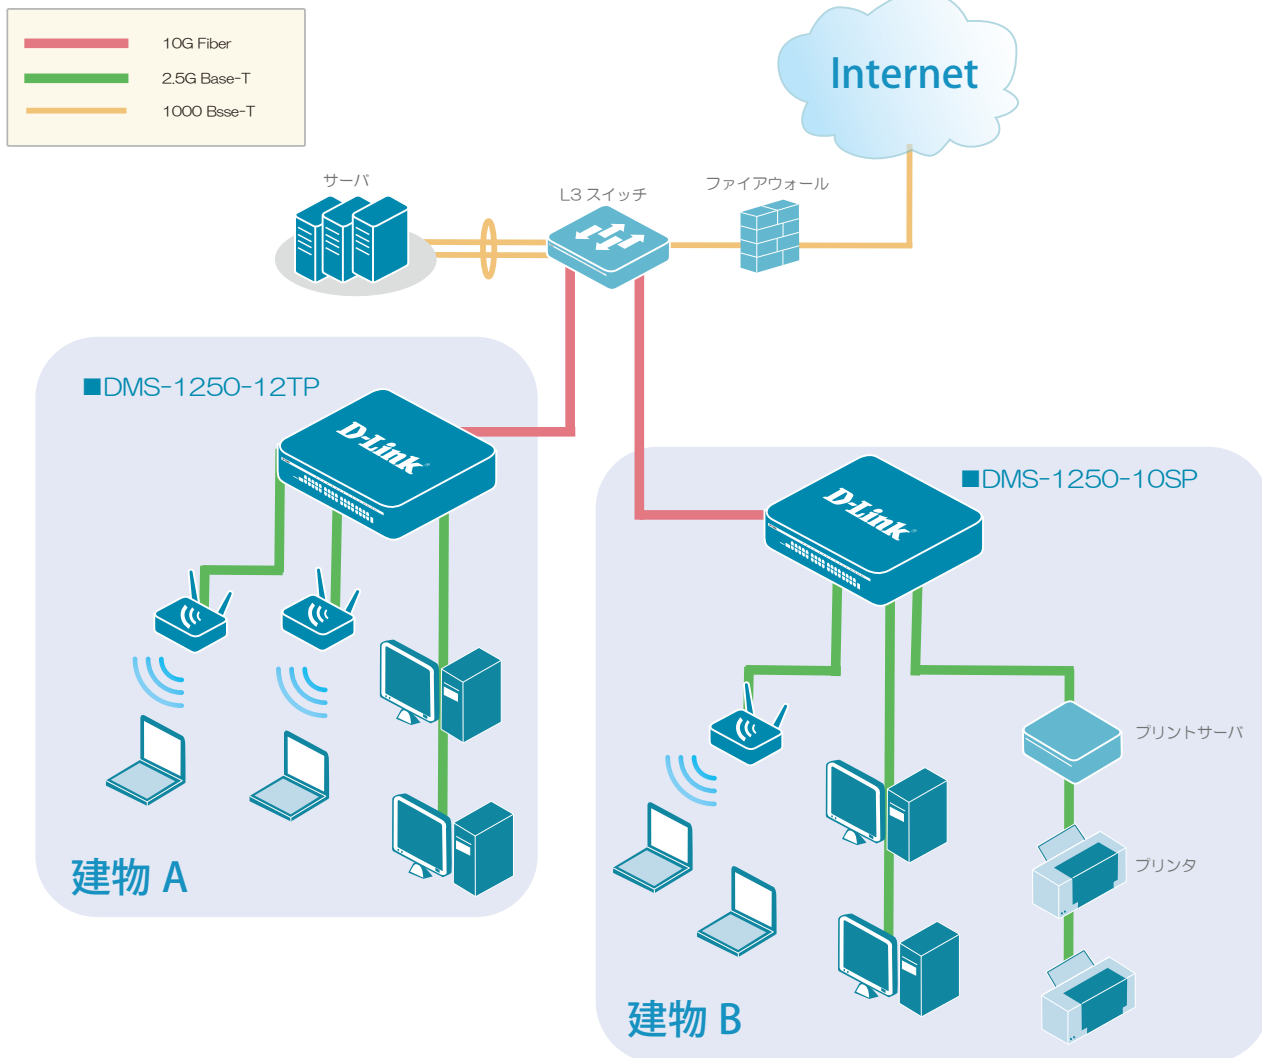 10G Fiber
2.5G Base-T
1000 Bsse-T
Internet
サーバ
L3 スイッチ
ファイアウォール
■DMS-1250-12TP
D-Link
建物 A
■DMS-1250-10SP
D-Link
プリントサーバ
プリンタ
建物 B